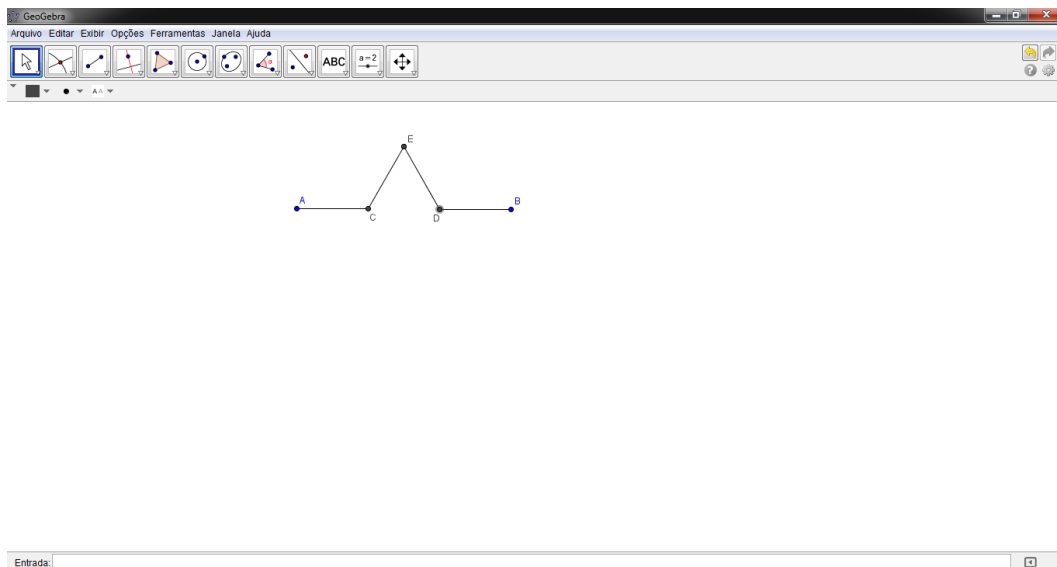 GeoGebra
Arquivo Editar Exibir Opções Ferramentas Janela Ajuda
ABC a=2
AA
E
A B
C D
Entrada: